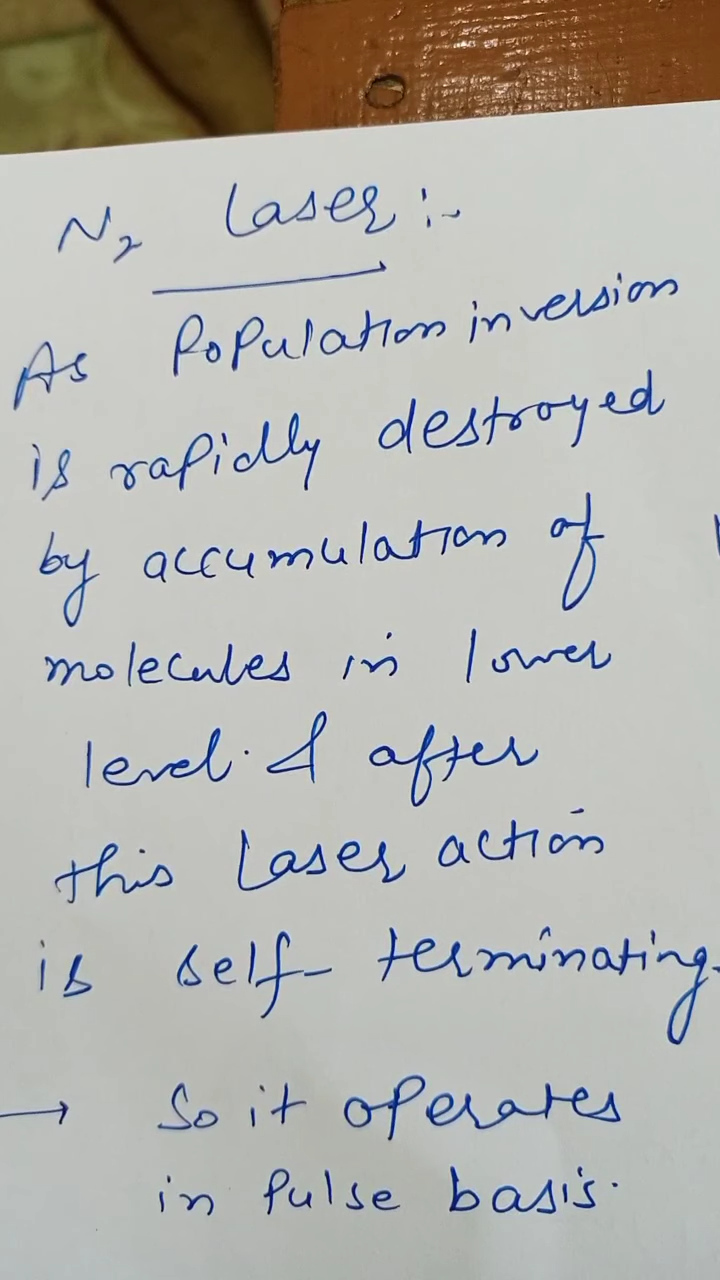 N₂ Laser :-
As Population inversion
is rapidly destroyed
by accumulation of
molecules in lower
level. & after
this Laser action
is self-terminating.
→ So it operates
in Pulse basis.